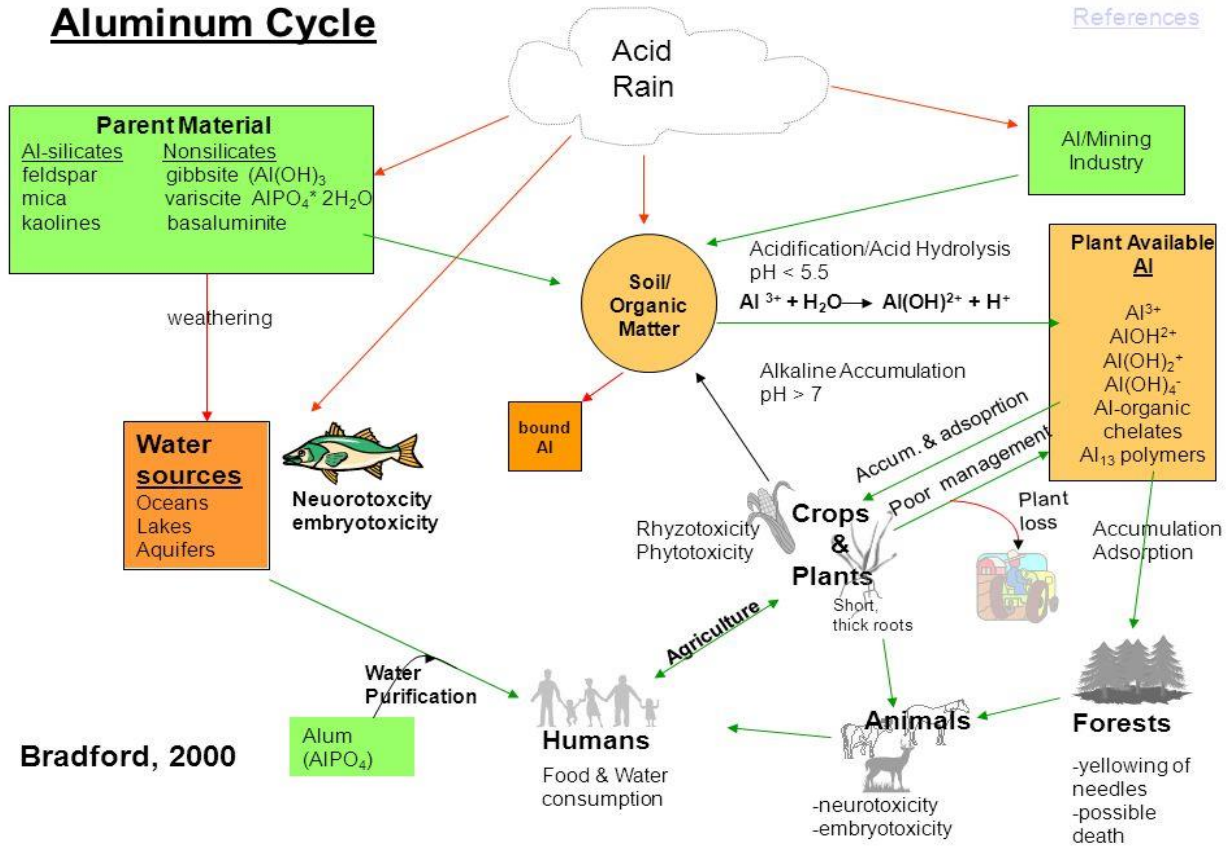 Aluminum Cycle
References
Acid
Rain
Parent Material
Al-silicates Nonsilicates
feldspar gibbsite (Al(OH)₃
mica variscite AlPO₄* 2H₂O
kaolines basaluminite
Al/Mining
Industry
weathering
Soil/
Organic
Matter
Acidification/Acid Hydrolysis
pH < 5.5
Al ³⁺ + H₂O → Al(OH)²⁺ + H⁺
Alkaline Accumulation
pH > 7
Plant Available
Al
Al³⁺
AlOH²⁺
Al(OH)₂⁺
Al(OH)₄⁻
Al-organic
chelates
Al₁₃ polymers
bound
Al
Water
sources
Oceans
Lakes
Aquifers
Neuorotoxcity
embryotoxicity
Accum. & adsoprtion
Poor management
Plant
loss
Accumulation
Adsorption
Rhyzotoxicity
Phytotoxicity
Crops
&
Plants
Short,
thick roots
Agriculture
Water
Purification
Alum
(AlPO₄)
Bradford, 2000
Humans
Food & Water
consumption
Animals
-neurotoxicity
-embryotoxicity
Forests
-yellowing of
needles
-possible
death